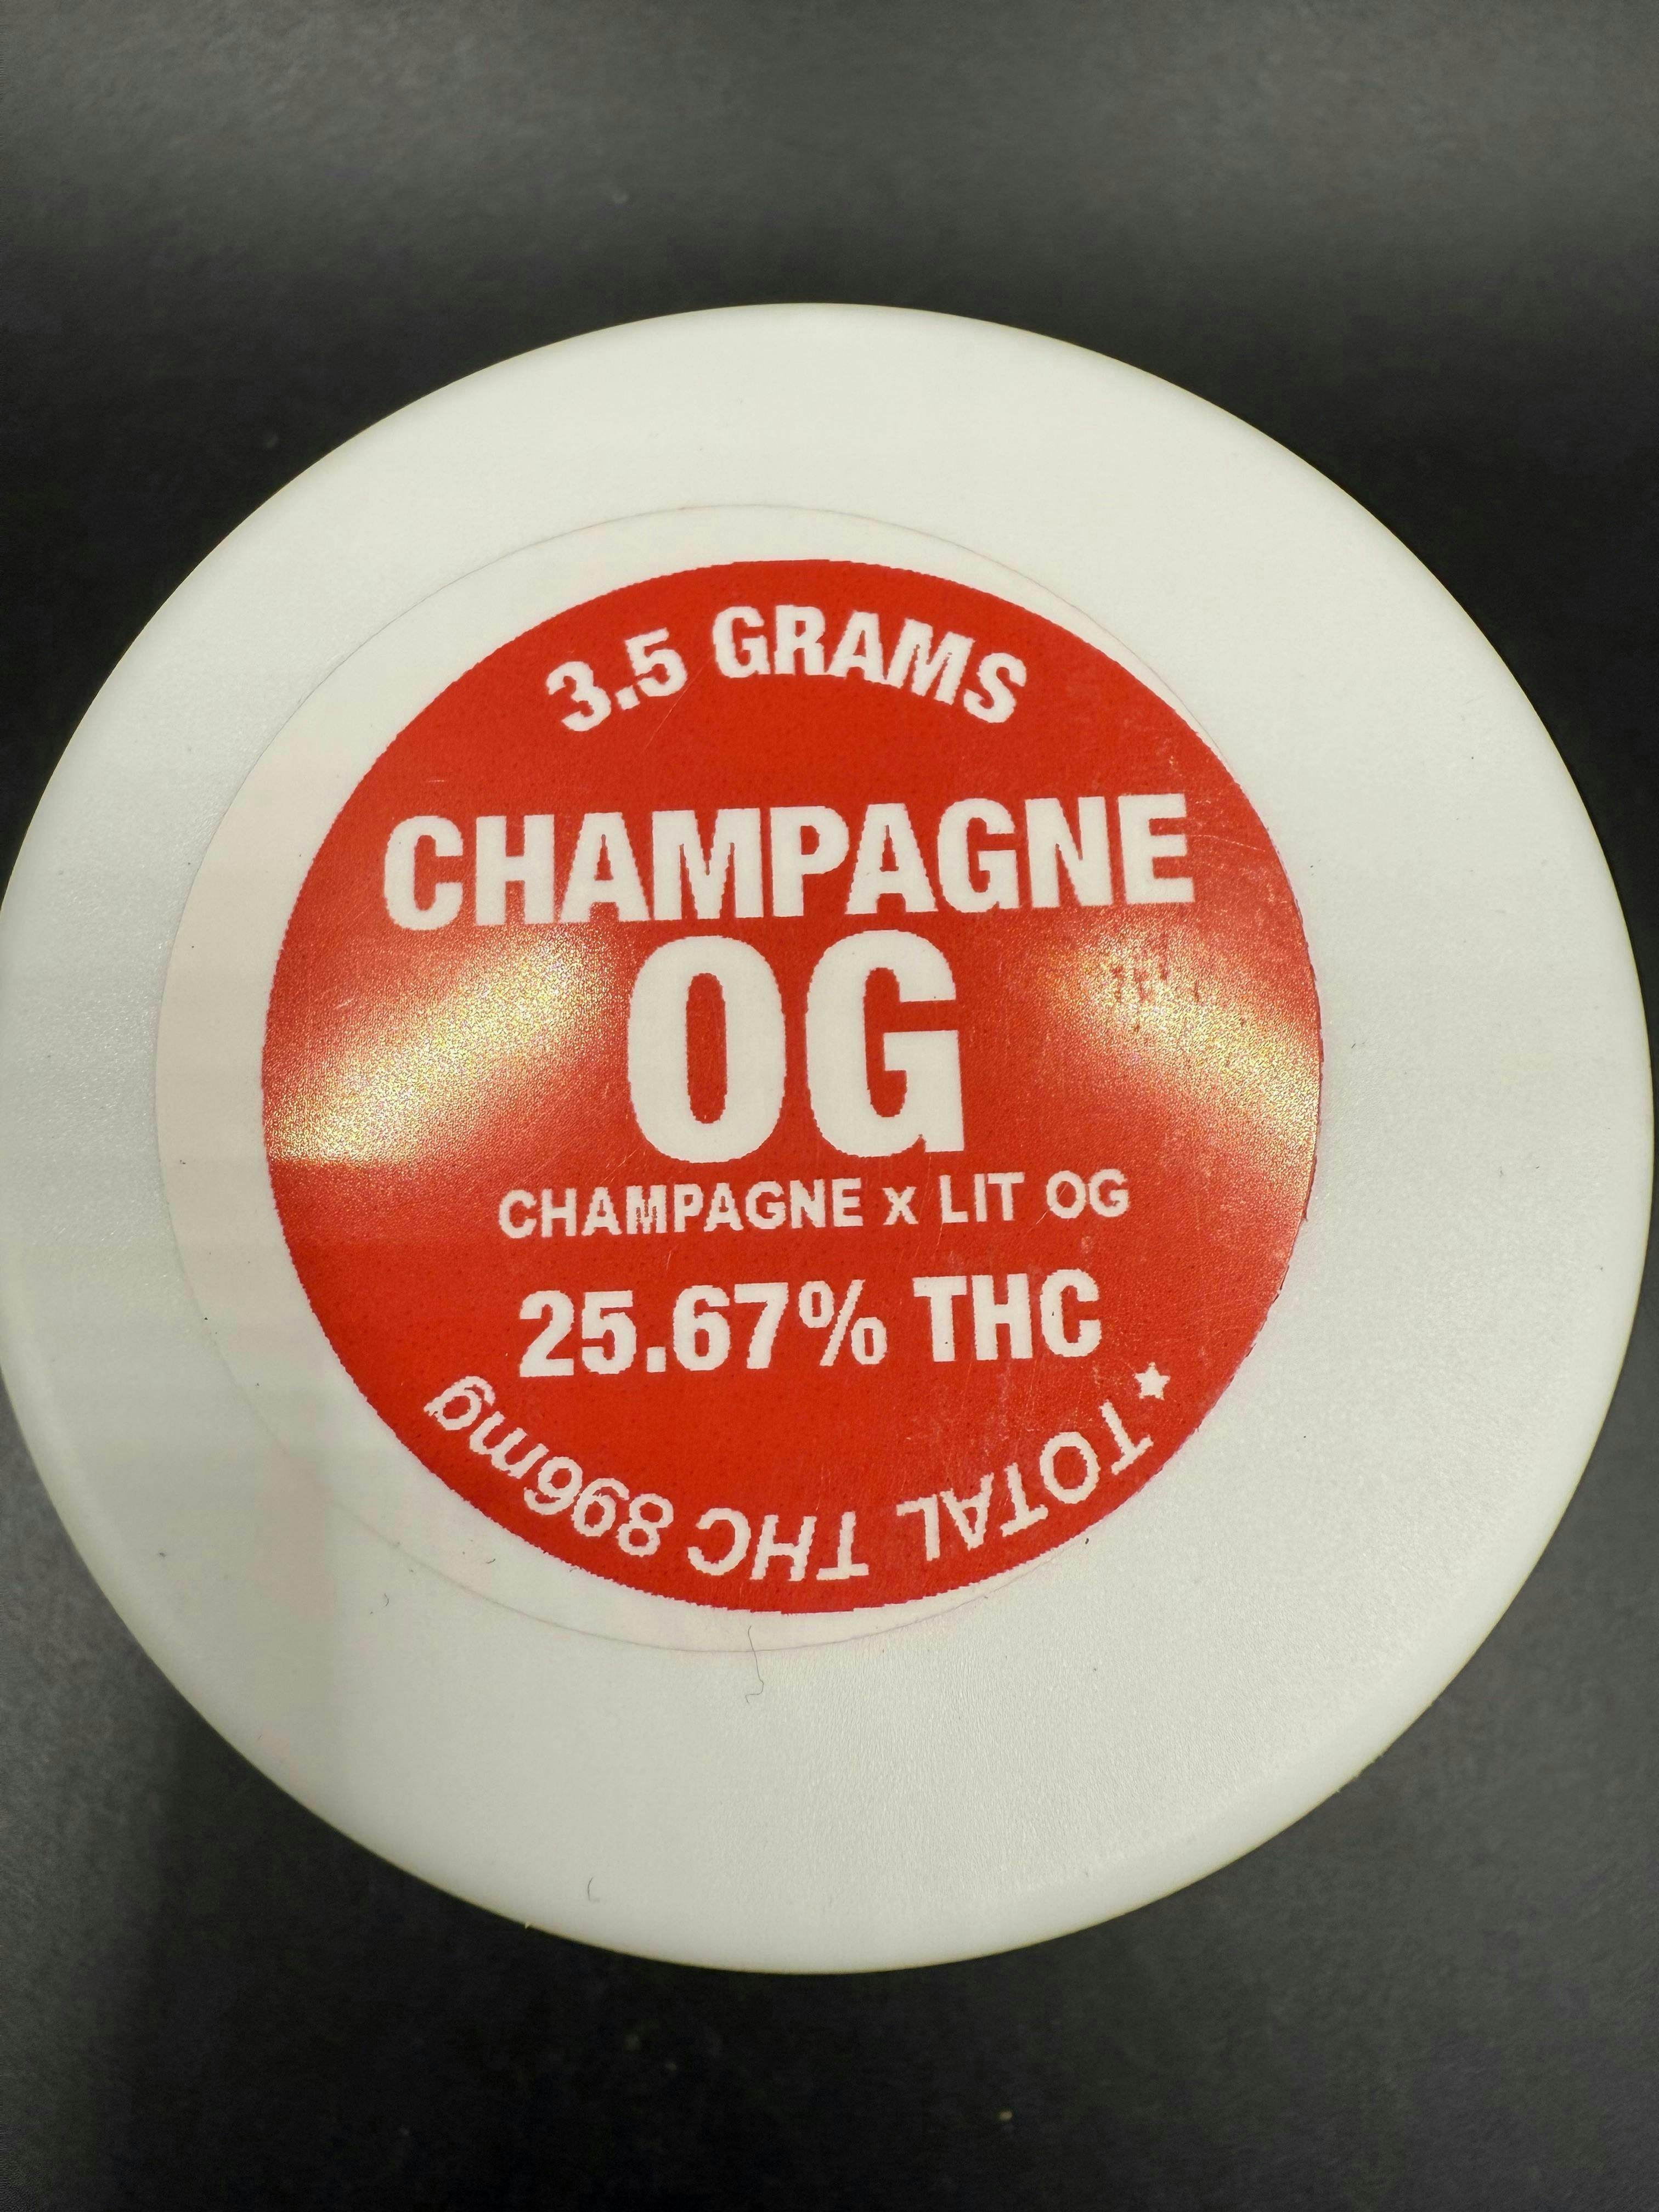 3.5 GRAMS
CHAMPAGNE
OG
CHAMPAGNE x LIT OG
25.67% THC
★TOTAL THC 896mg